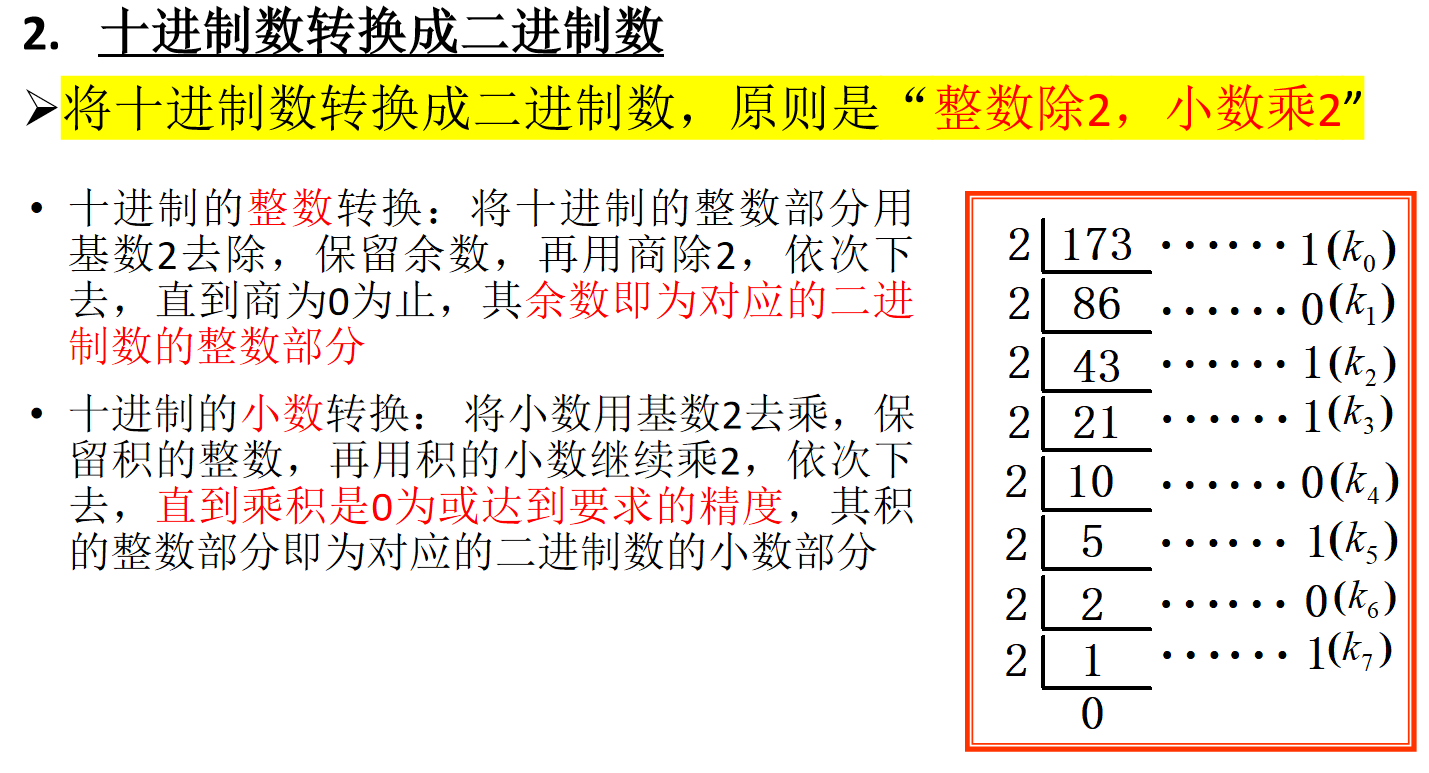 2. 十进制数转换成二进制数
➢将十进制数转换成二进制数，原则是“整数除2，小数乘2”
• 十进制的整数转换：将十进制的整数部分用
基数2去除，保留余数，再用商除2，依次下
去，直到商为0为止，其余数即为对应的二进
制数的整数部分
• 十进制的小数转换： 将小数用基数2去乘，保
留积的整数，再用积的小数继续乘2，依次下
去，直到乘积是0为或达到要求的精度，其积
的整数部分即为对应的二进制数的小数部分
2 173 ······ 1(k₀)
2 86 ······ 0(k₁)
2 43 ······ 1(k₂)
2 21 ······ 1(k₃)
2 10 ······ 0(k₄)
2 5 ······ 1(k₅)
2 2 ······ 0(k₆)
2 1 ······ 1(k₇)
0